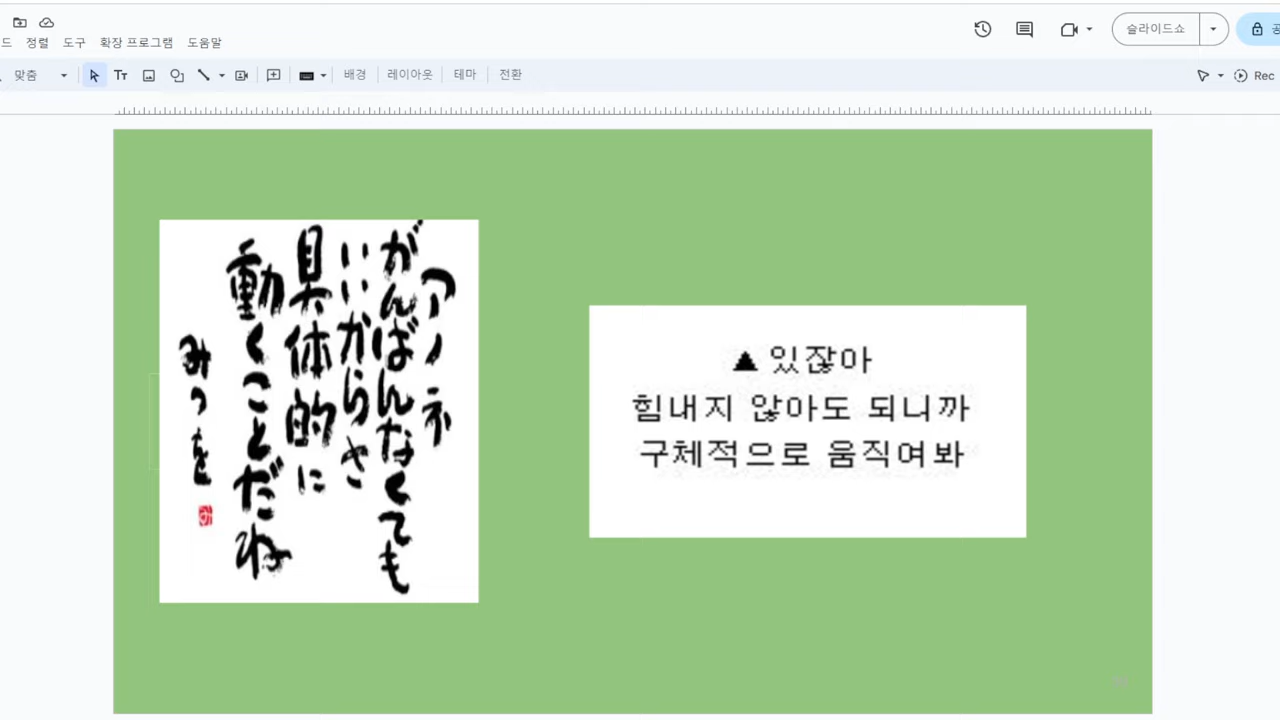 드 정렬 도구 확장 프로그램 도움말
슬라이드쇼
맞춤 Tт 배경 레이아웃 테마 전환 Rec
アノネ
がんばんなくても
いいからさ
具体的に
動くことだね
みつを
▲ 있잖아
힘내지 않아도 되니까
구체적으로 움직여봐